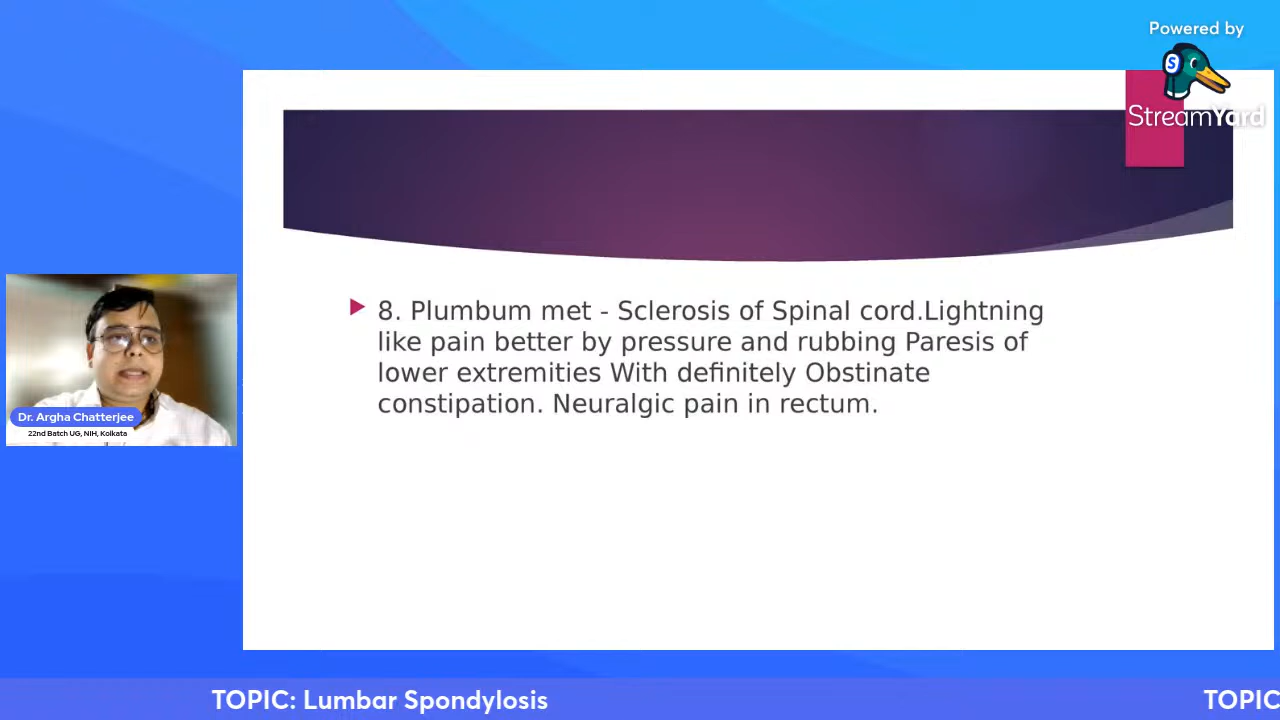 Powered by
S
StreamYard
8. Plumbum met - Sclerosis of Spinal cord.Lightning
like pain better by pressure and rubbing Paresis of
lower extremities With definitely Obstinate
constipation. Neuralgic pain in rectum.
Dr. Argha Chatterjee
22nd Batch UG, NIH, Kolkata
TOPIC: Lumbar Spondylosis
TOPIC